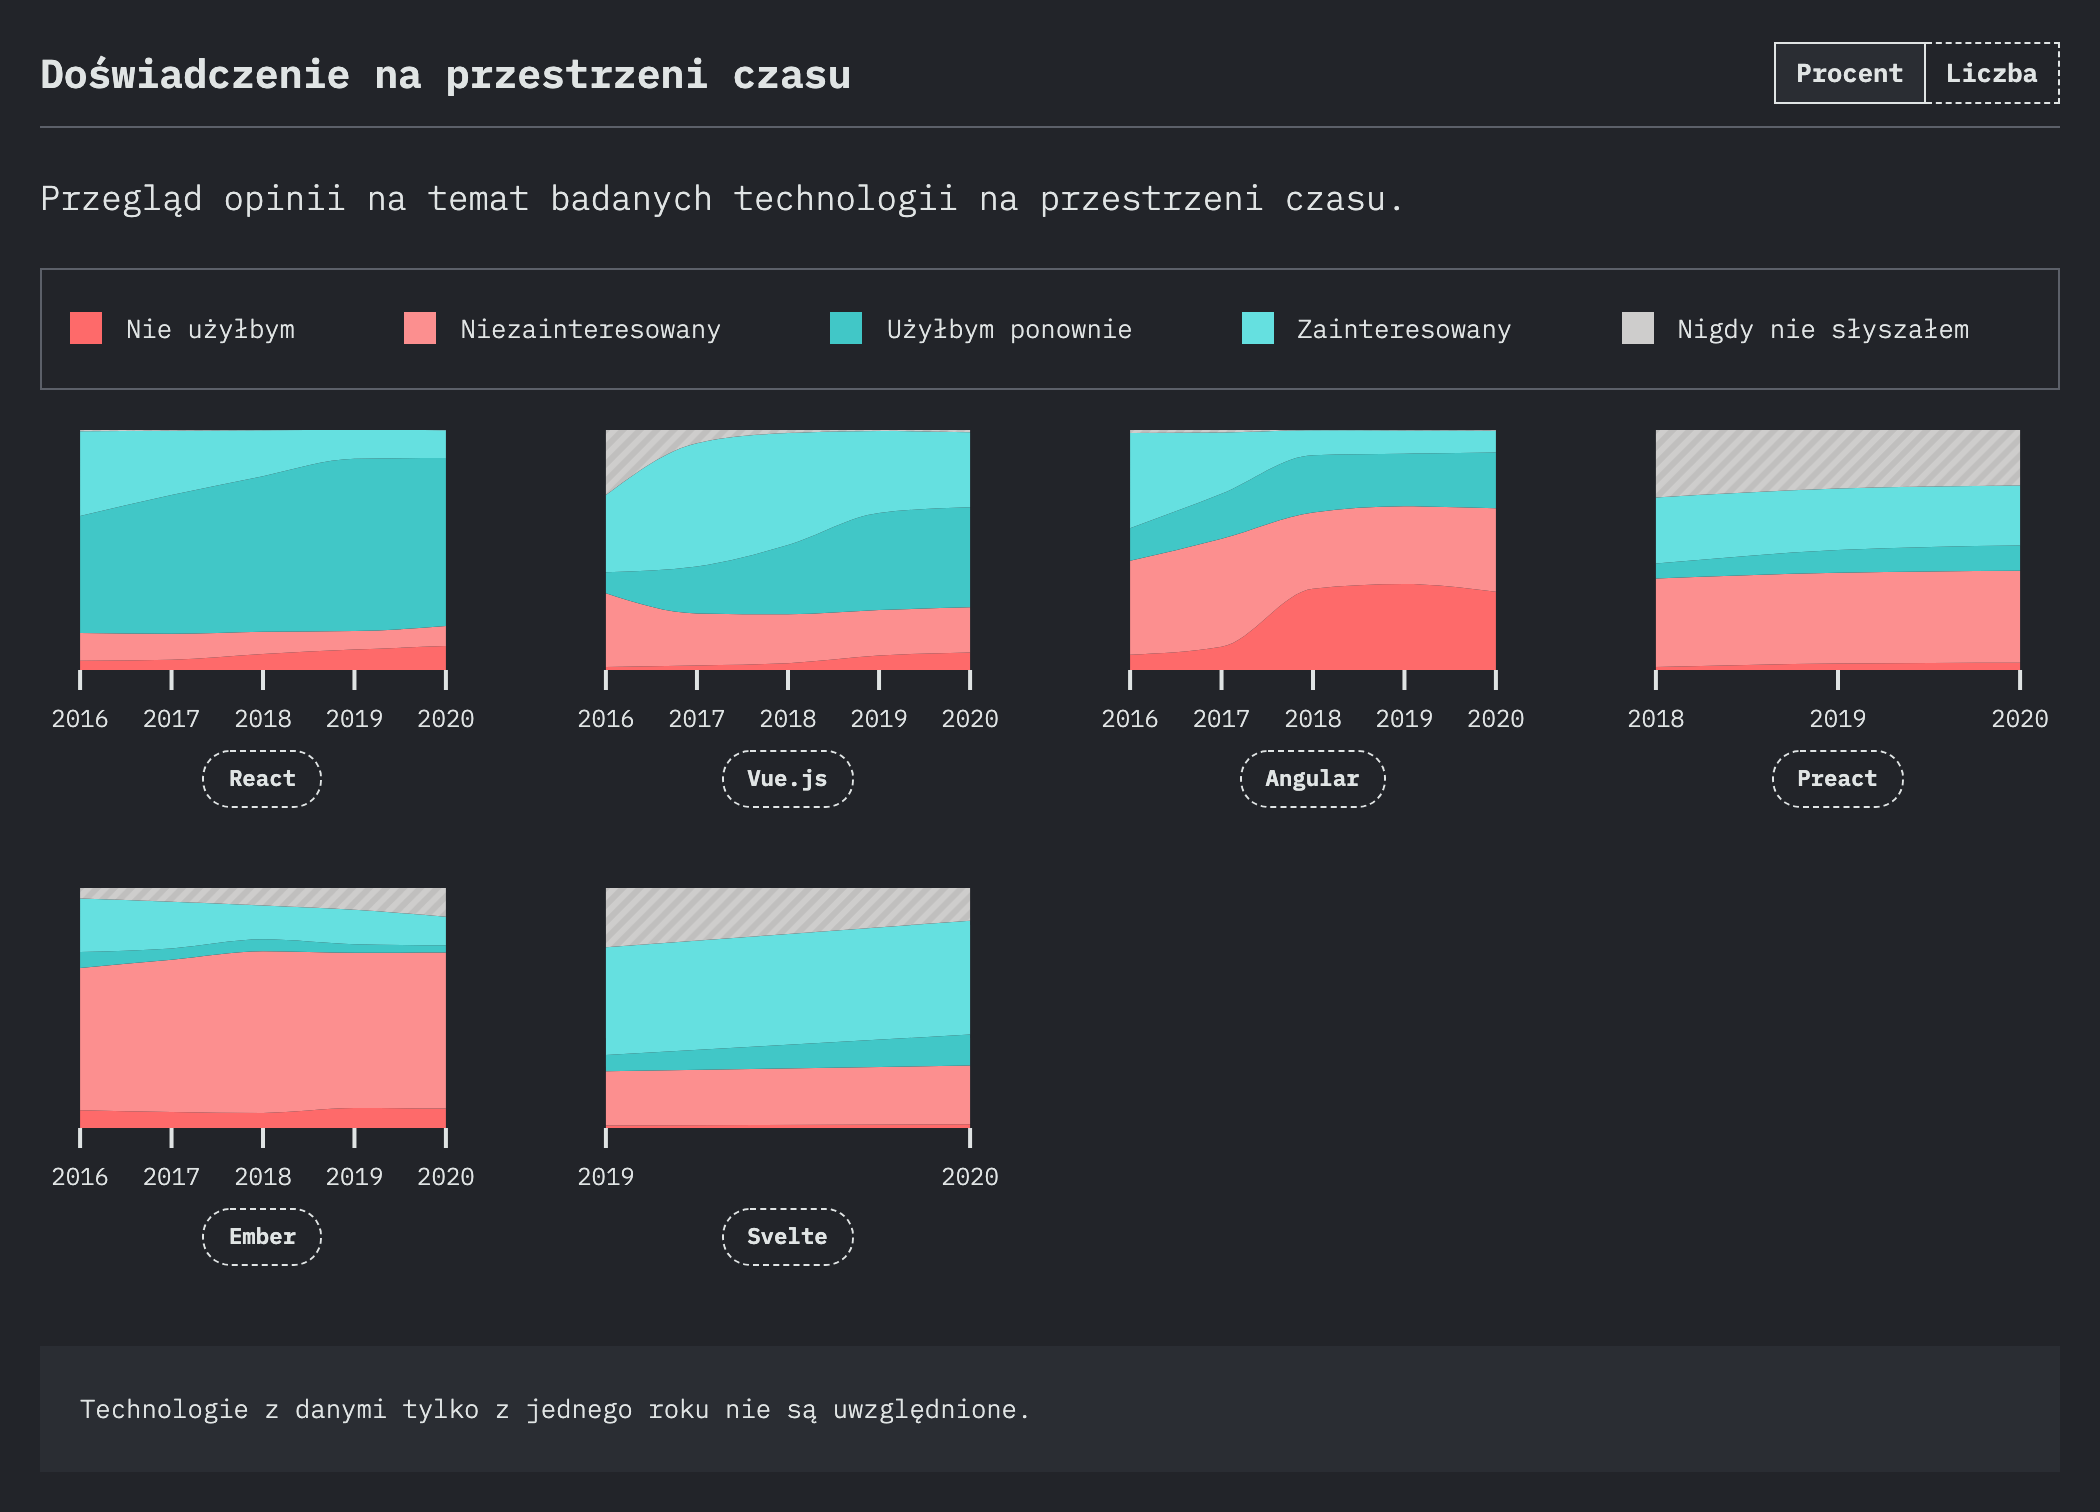 Doświadczenie na przestrzeni czasu
Procent Liczba
Przegląd opinii na temat badanych technologii na przestrzeni czasu.
Nie użyłbym Niezainteresowany Użyłbym ponownie Zainteresowany Nigdy nie słyszałem
2016 2017 2018 2019 2020 2016 2017 2018 2019 2020 2016 2017 2018 2019 2020 2018 2019 2020
React Vue.js Angular Preact
2016 2017 2018 2019 2020 2019 2020
Ember Svelte
Technologie z danymi tylko z jednego roku nie są uwzględnione.